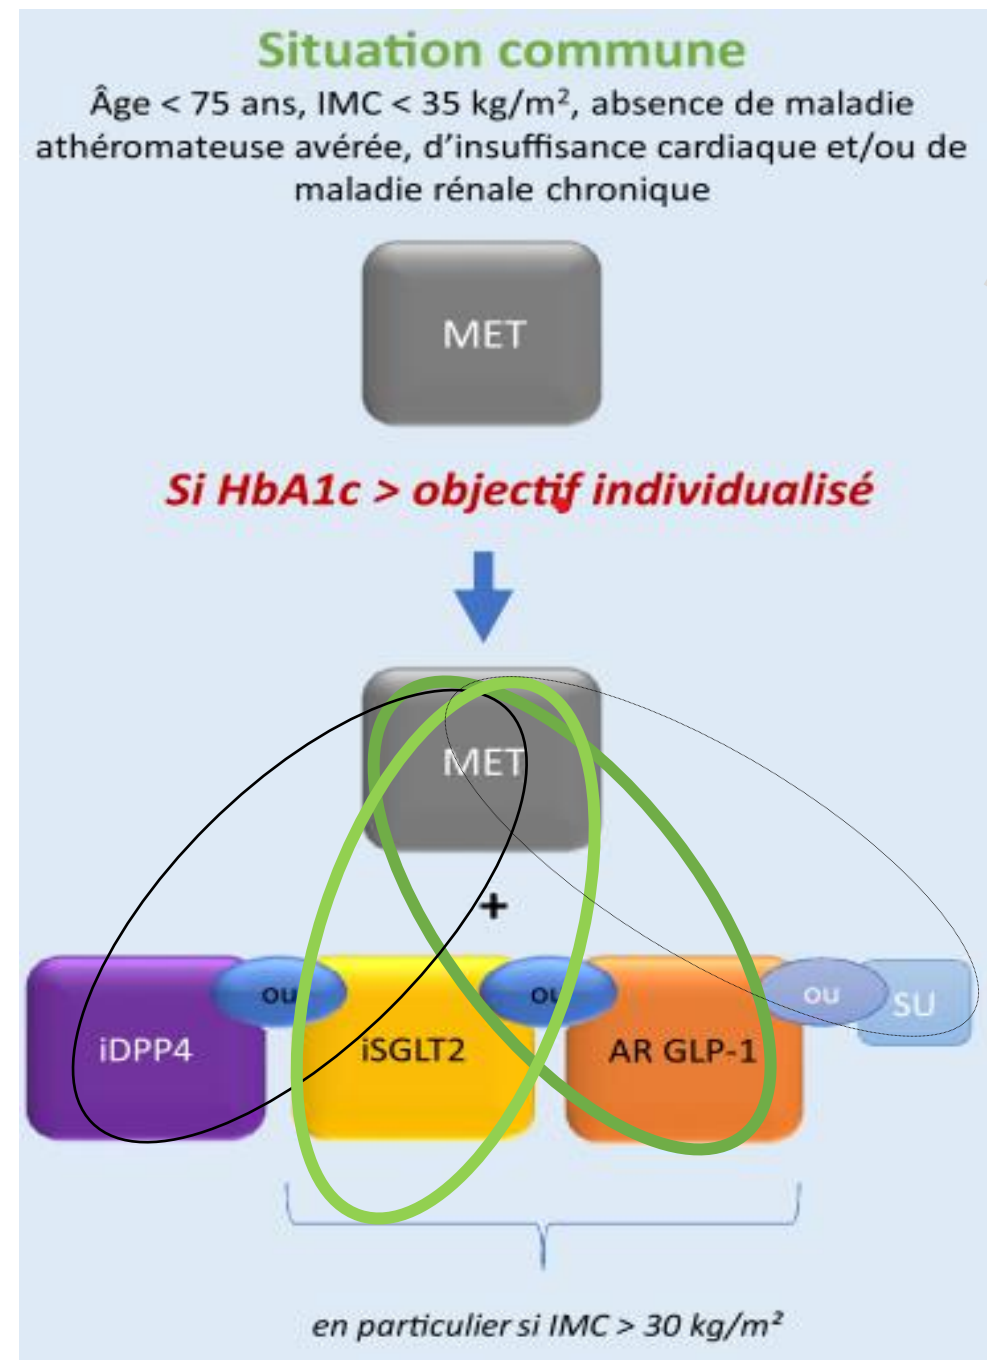 Situation commune
Âge < 75 ans, IMC < 35 kg/m², absence de maladie
athéromateuse avérée, d'insuffisance cardiaque et/ou de
maladie rénale chronique
MET
Si HbA1c > objectif individualisé
MET
+
iDPP4
ou
iSGLT2
ou
AR GLP-1
ou
SU
en particulier si IMC > 30 kg/m²